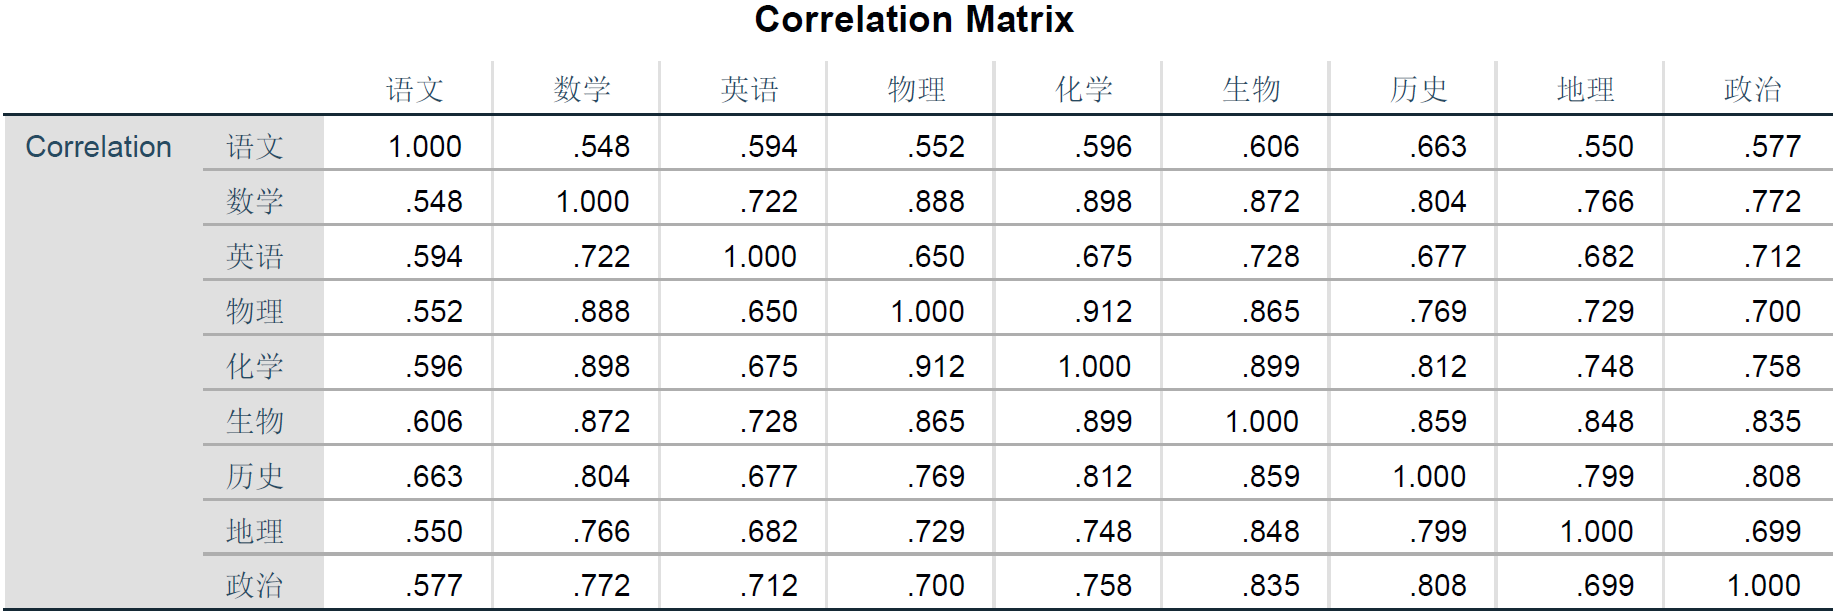 Correlation Matrix
语文 数学 英语 物理 化学 生物 历史 地理 政治
Correlation 语文 1.000 .548 .594 .552 .596 .606 .663 .550 .577
数学 .548 1.000 .722 .888 .898 .872 .804 .766 .772
英语 .594 .722 1.000 .650 .675 .728 .677 .682 .712
物理 .552 .888 .650 1.000 .912 .865 .769 .729 .700
化学 .596 .898 .675 .912 1.000 .899 .812 .748 .758
生物 .606 .872 .728 .865 .899 1.000 .859 .848 .835
历史 .663 .804 .677 .769 .812 .859 1.000 .799 .808
地理 .550 .766 .682 .729 .748 .848 .799 1.000 .699
政治 .577 .772 .712 .700 .758 .835 .808 .699 1.000